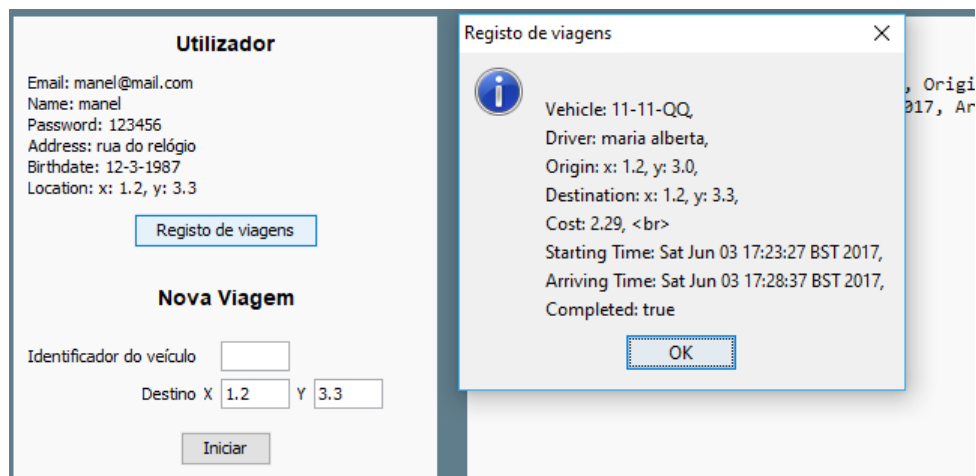 Utilizador
Email: manel@mail.com
Name: manel
Password: 123456
Address: rua do relógio
Birthdate: 12-3-1987
Location: x: 1.2, y: 3.3
Registo de viagens
Nova Viagem
Identificador do veículo
Destino X 1.2 Y 3.3
Iniciar
Registo de viagens
Vehicle: 11-11-QQ,
Driver: maria alberta,
Origin: x: 1.2, y: 3.0,
Destination: x: 1.2, y: 3.3,
Cost: 2.29, <br>
Starting Time: Sat Jun 03 17:23:27 BST 2017,
Arriving Time: Sat Jun 03 17:28:37 BST 2017,
Completed: true
OK